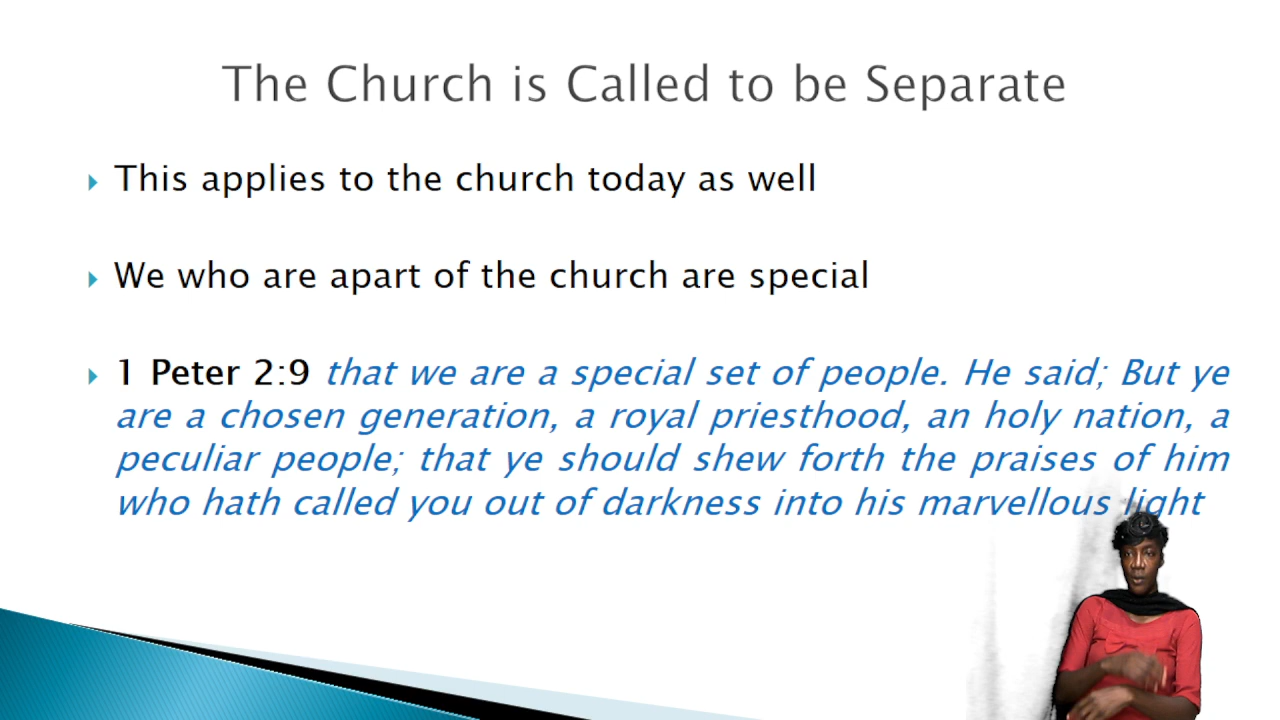 The Church is Called to be Separate
This applies to the church today as well
We who are apart of the church are special
1 Peter 2:9 that we are a special set of people. He said; But ye
are a chosen generation, a royal priesthood, an holy nation, a
peculiar people; that ye should shew forth the praises of him
who hath called you out of darkness into his marvellous light